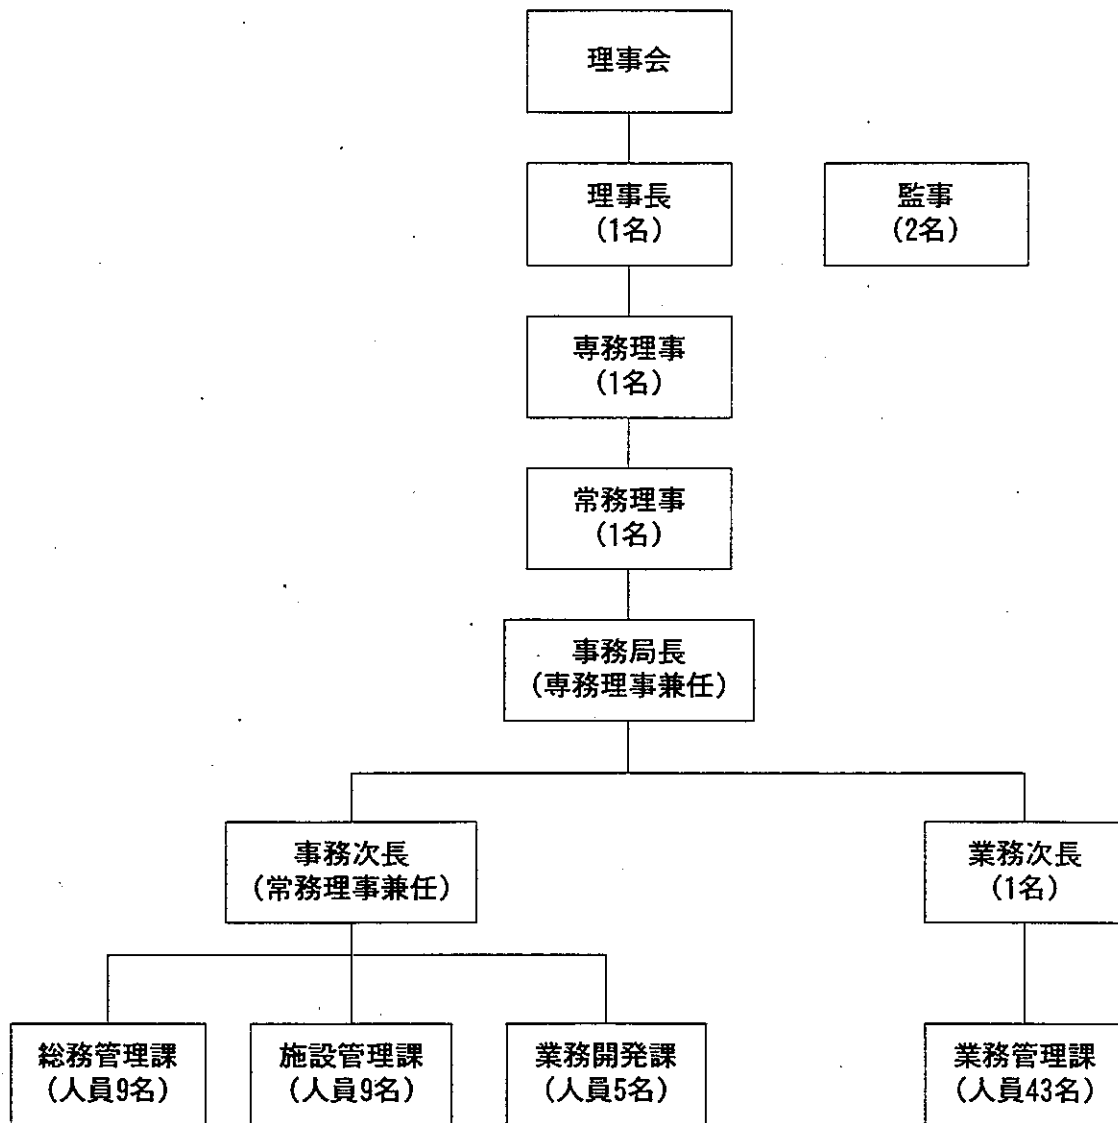 理事会
理事長
(1名)
監事
(2名)
専務理事
(1名)
常務理事
(1名)
事務局長
(専務理事兼任)
事務次長
(常務理事兼任)
業務次長
(1名)
総務管理課
(人員9名)
施設管理課
(人員9名)
業務開発課
(人員5名)
業務管理課
(人員43名)